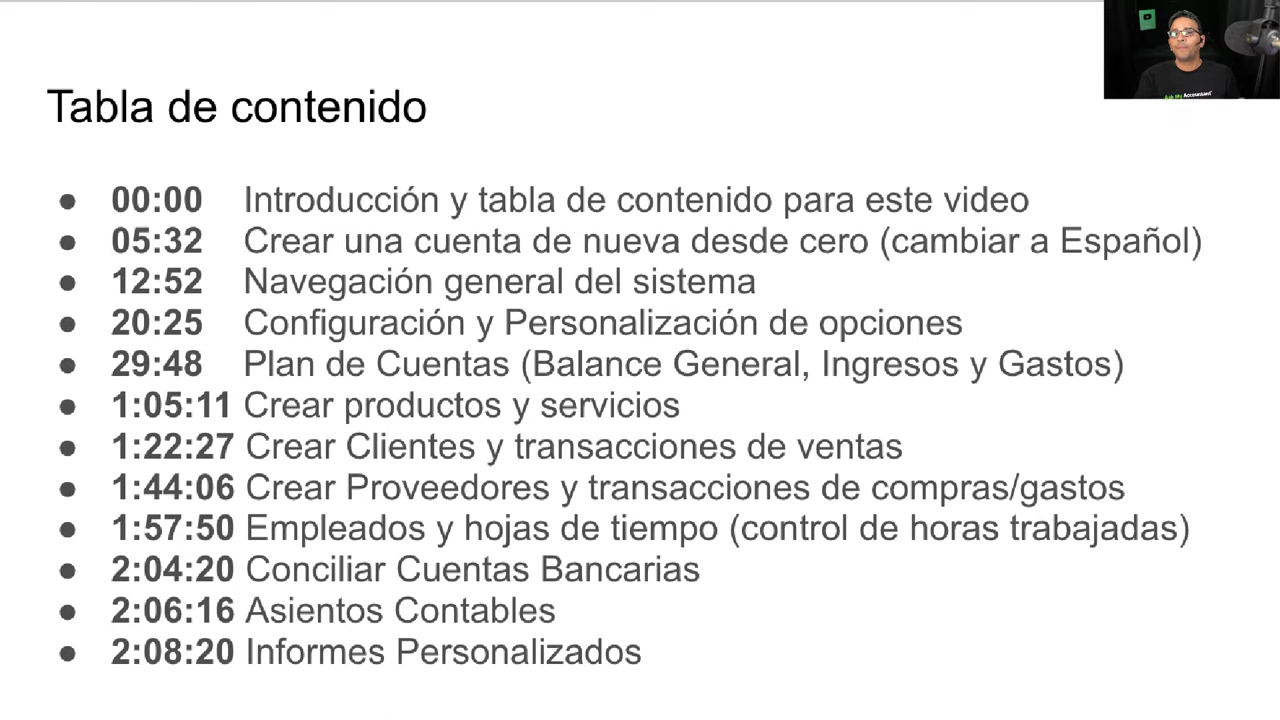 Tabla de contenido
● 00:00 Introducción y tabla de contenido para este video
● 05:32 Crear una cuenta de nueva desde cero (cambiar a Español)
● 12:52 Navegación general del sistema
● 20:25 Configuración y Personalización de opciones
● 29:48 Plan de Cuentas (Balance General, Ingresos y Gastos)
● 1:05:11 Crear productos y servicios
● 1:22:27 Crear Clientes y transacciones de ventas
● 1:44:06 Crear Proveedores y transacciones de compras/gastos
● 1:57:50 Empleados y hojas de tiempo (control de horas trabajadas)
● 2:04:20 Conciliar Cuentas Bancarias
● 2:06:16 Asientos Contables
● 2:08:20 Informes Personalizados
Ask My Accountant